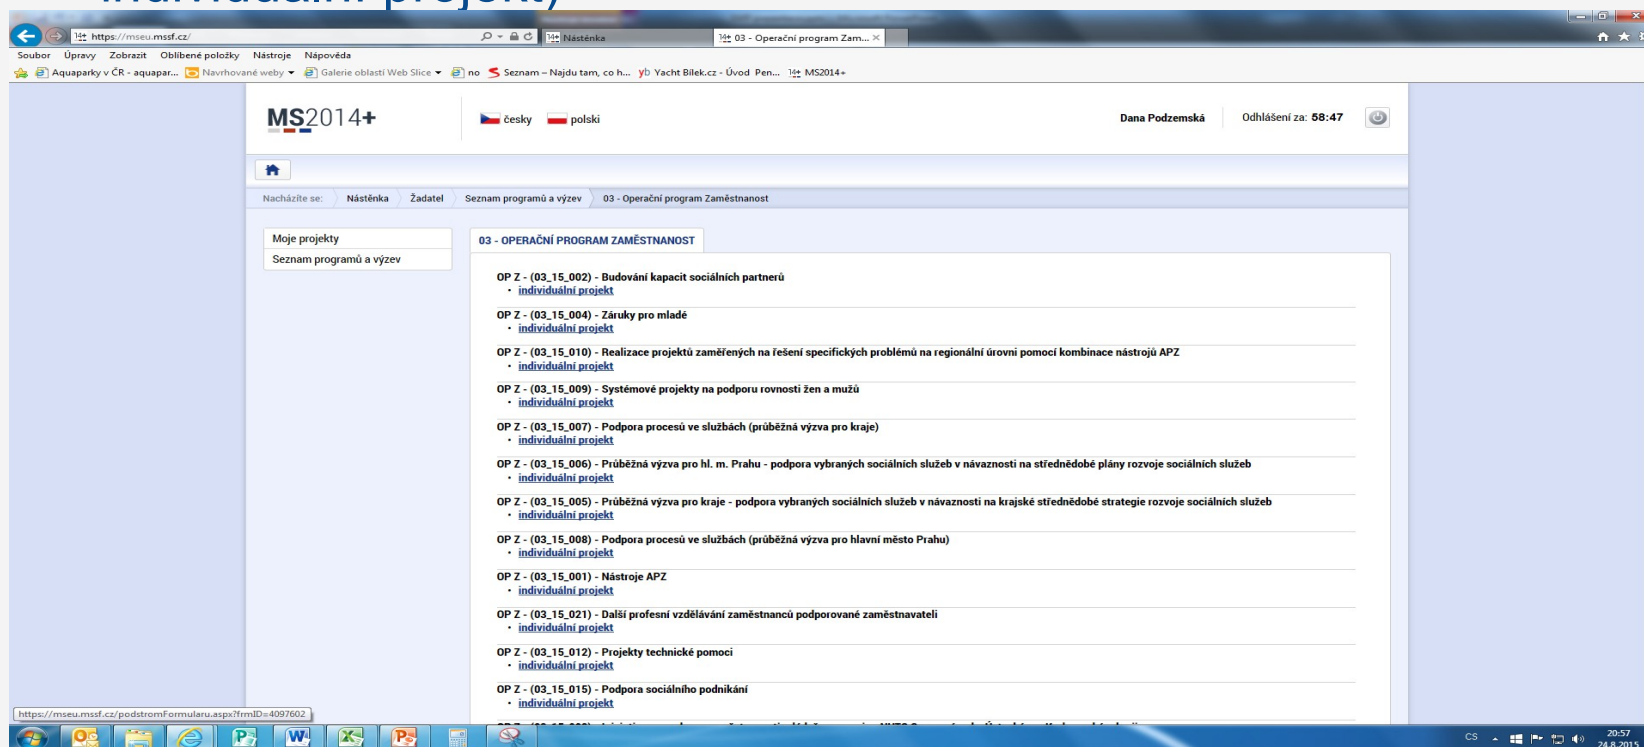 individuální projekt)
https://mseu.mssf.cz/
Nástěnka
03 - Operační program Zam...
Soubor Úpravy Zobrazit Oblíbené položky Nástroje Nápověda
Aquaparky v ČR - aquapar... Navrhované weby Galerie oblastí Web Slice no Seznam – Najdu tam, co h... Yacht Bílek.cz - Úvod Pen... MS2014+
MS2014+
česky polski
Dana Podzemská
Odhlášení za: 58:47
Nacházíte se: Nástěnka Žadatel Seznam programů a výzev 03 - Operační program Zaměstnanost
Moje projekty
Seznam programů a výzev
03 - OPERAČNÍ PROGRAM ZAMĚSTNANOST
OP Z - (03_15_002) - Budování kapacit sociálních partnerů
• individuální projekt
OP Z - (03_15_004) - Záruky pro mladé
• individuální projekt
OP Z - (03_15_010) - Realizace projektů zaměřených na řešení specifických problémů na regionální úrovni pomocí kombinace nástrojů APZ
• individuální projekt
OP Z - (03_15_009) - Systémové projekty na podporu rovnosti žen a mužů
• individuální projekt
OP Z - (03_15_007) - Podpora procesů ve službách (průběžná výzva pro kraje)
• individuální projekt
OP Z - (03_15_006) - Průběžná výzva pro hl. m. Prahu - podpora vybraných sociálních služeb v návaznosti na střednědobé plány rozvoje sociálních služeb
• individuální projekt
OP Z - (03_15_005) - Průběžná výzva pro kraje - podpora vybraných sociálních služeb v návaznosti na krajské střednědobé strategie rozvoje sociálních služeb
• individuální projekt
OP Z - (03_15_008) - Podpora procesů ve službách (průběžná výzva pro hlavní město Prahu)
• individuální projekt
OP Z - (03_15_001) - Nástroje APZ
• individuální projekt
OP Z - (03_15_021) - Další profesní vzdělávání zaměstnanců podporované zaměstnavateli
• individuální projekt
OP Z - (03_15_012) - Projekty technické pomoci
• individuální projekt
OP Z - (03_15_015) - Podpora sociálního podnikání
• individuální projekt
https://mseu.mssf.cz/podstromFormularu.aspx?frmID=4097602
CS
20:57
24.8.2015